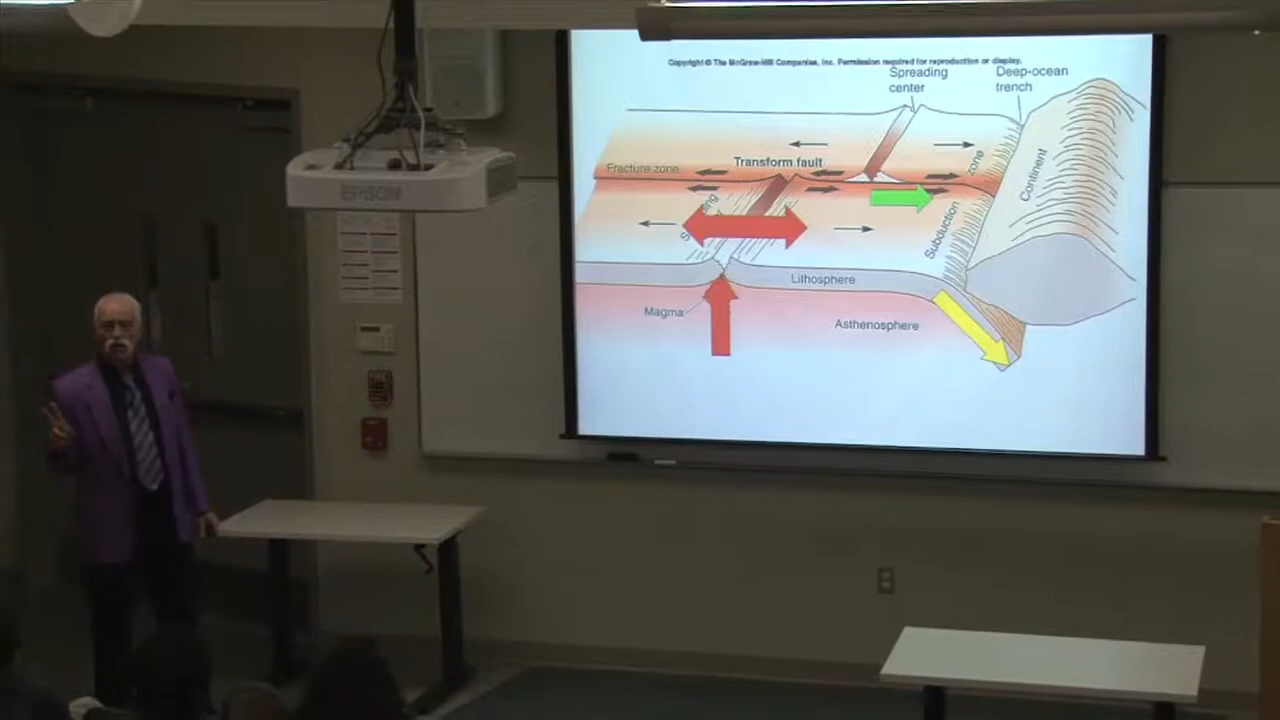 Copyright © The McGraw-Hill Companies, Inc. Permission required for reproduction or display.
Spreading
center
Deep-ocean
trench
Transform fault
Fracture zone
zone
Continent
Subduction
Lithosphere
Magma
Asthenosphere
EPSON